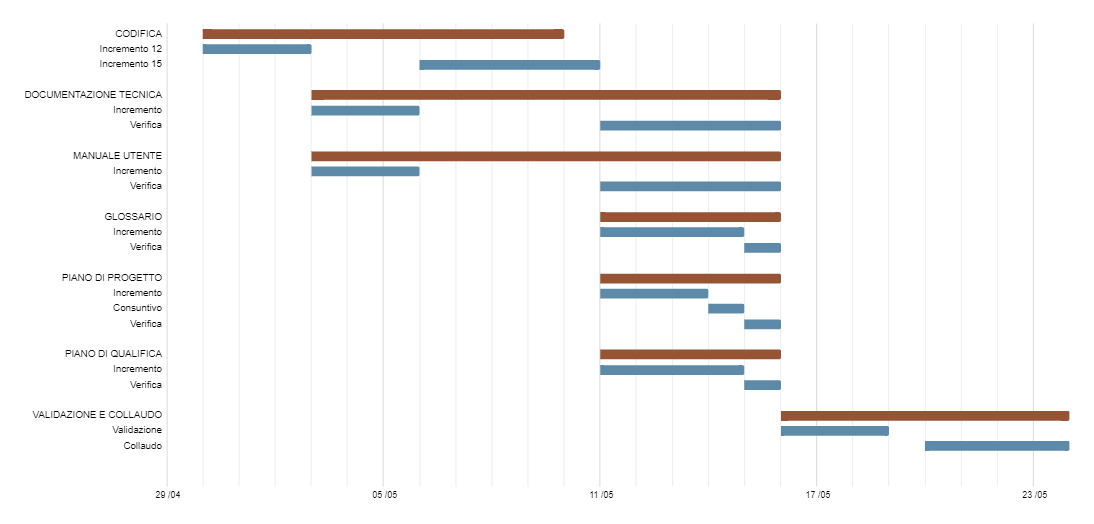 CODIFICA
Incremento 12
Incremento 15
DOCUMENTAZIONE TECNICA
Incremento
Verifica
MANUALE UTENTE
Incremento
Verifica
GLOSSARIO
Incremento
Verifica
PIANO DI PROGETTO
Incremento
Consuntivo
Verifica
PIANO DI QUALIFICA
Incremento
Verifica
VALIDAZIONE E COLLAUDO
Validazione
Collaudo
29 /04 05 /05 11 /05 17 /05 23 /05